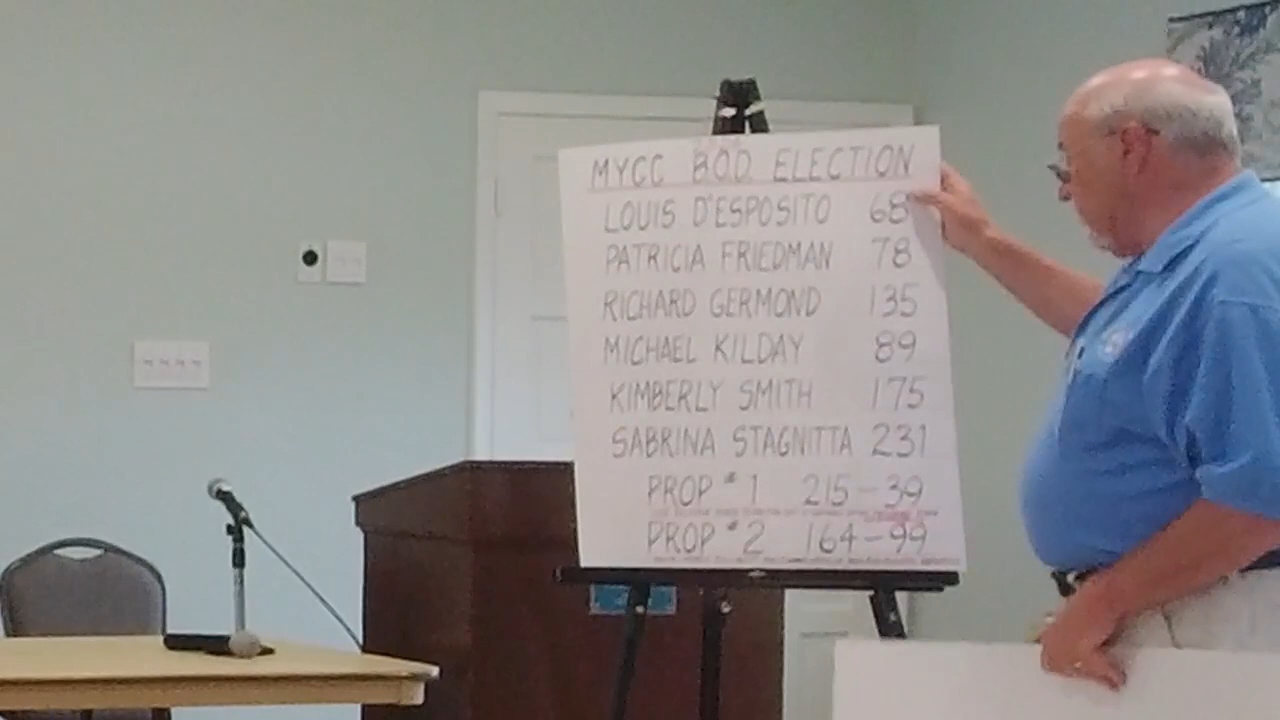 MYCC B.O.D. ELECTION
LOUIS D'ESPOSITO 68
PATRICIA FRIEDMAN 78
RICHARD GERMOND 135
MICHAEL KILDAY 89
KIMBERLY SMITH 175
SABRINA STAGNITTA 231
PROP #1 215-39
PROP #2 164-99